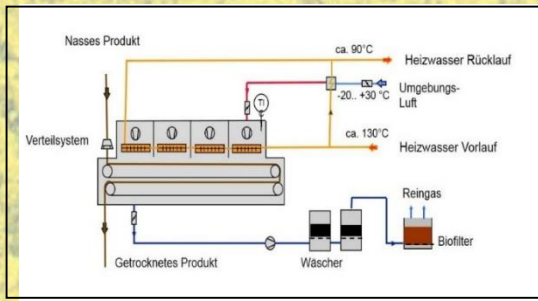 Nasses Produkt
ca. 90°C
Heizwasser Rücklauf
TI
-20.. +30 °C
Umgebungs-
Luft
Verteilsystem
ca. 130°C
Heizwasser Vorlauf
Reingas
Biofilter
Getrocknetes Produkt
Wäscher